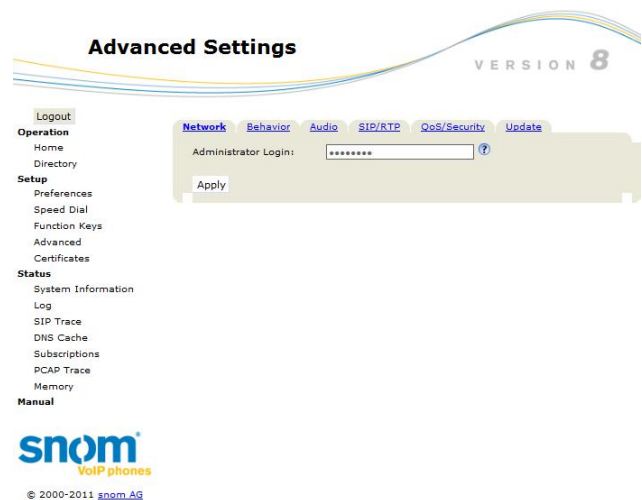 Advanced Settings
VERSION 8
Logout
Operation
Home
Directory
Setup
Preferences
Speed Dial
Function Keys
Advanced
Certificates
Status
System Information
Log
SIP Trace
DNS Cache
Subscriptions
PCAP Trace
Memory
Manual
Network Behavior Audio SIP/RTP QoS/Security Update
Administrator Login: ●●●●●●●● ?
Apply
snom
VoIP phones
© 2000-2011 snom AG